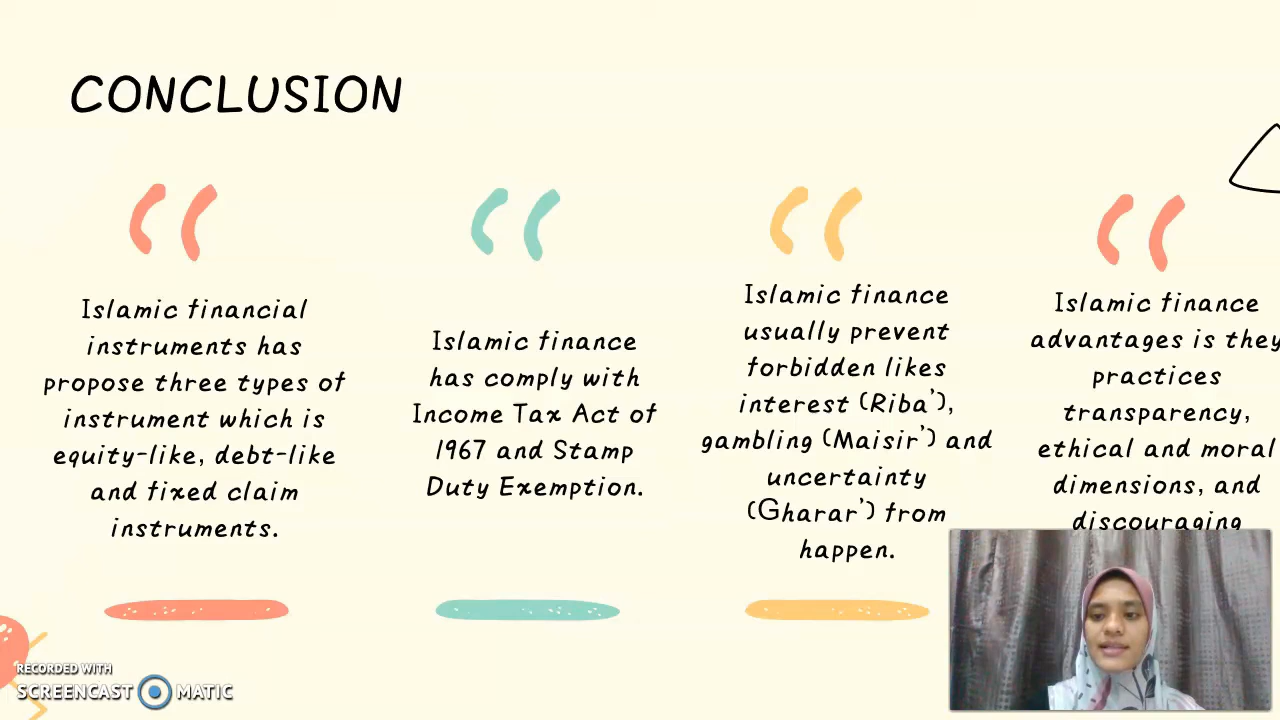 CONCLUSION
Islamic financial
instruments has
propose three types of
instrument which is
equity-like, debt-like
and fixed claim
instruments.
Islamic finance
has comply with
Income Tax Act of
1967 and Stamp
Duty Exemption.
Islamic finance
usually prevent
forbidden likes
interest (Riba'),
gambling (Maisir') and
uncertainty
(Gharar') from
happen.
Islamic finance
advantages is they
practices
transparency,
ethical and moral
dimensions, and
discouraging
RECORDED WITH
SCREENCAST MATIC